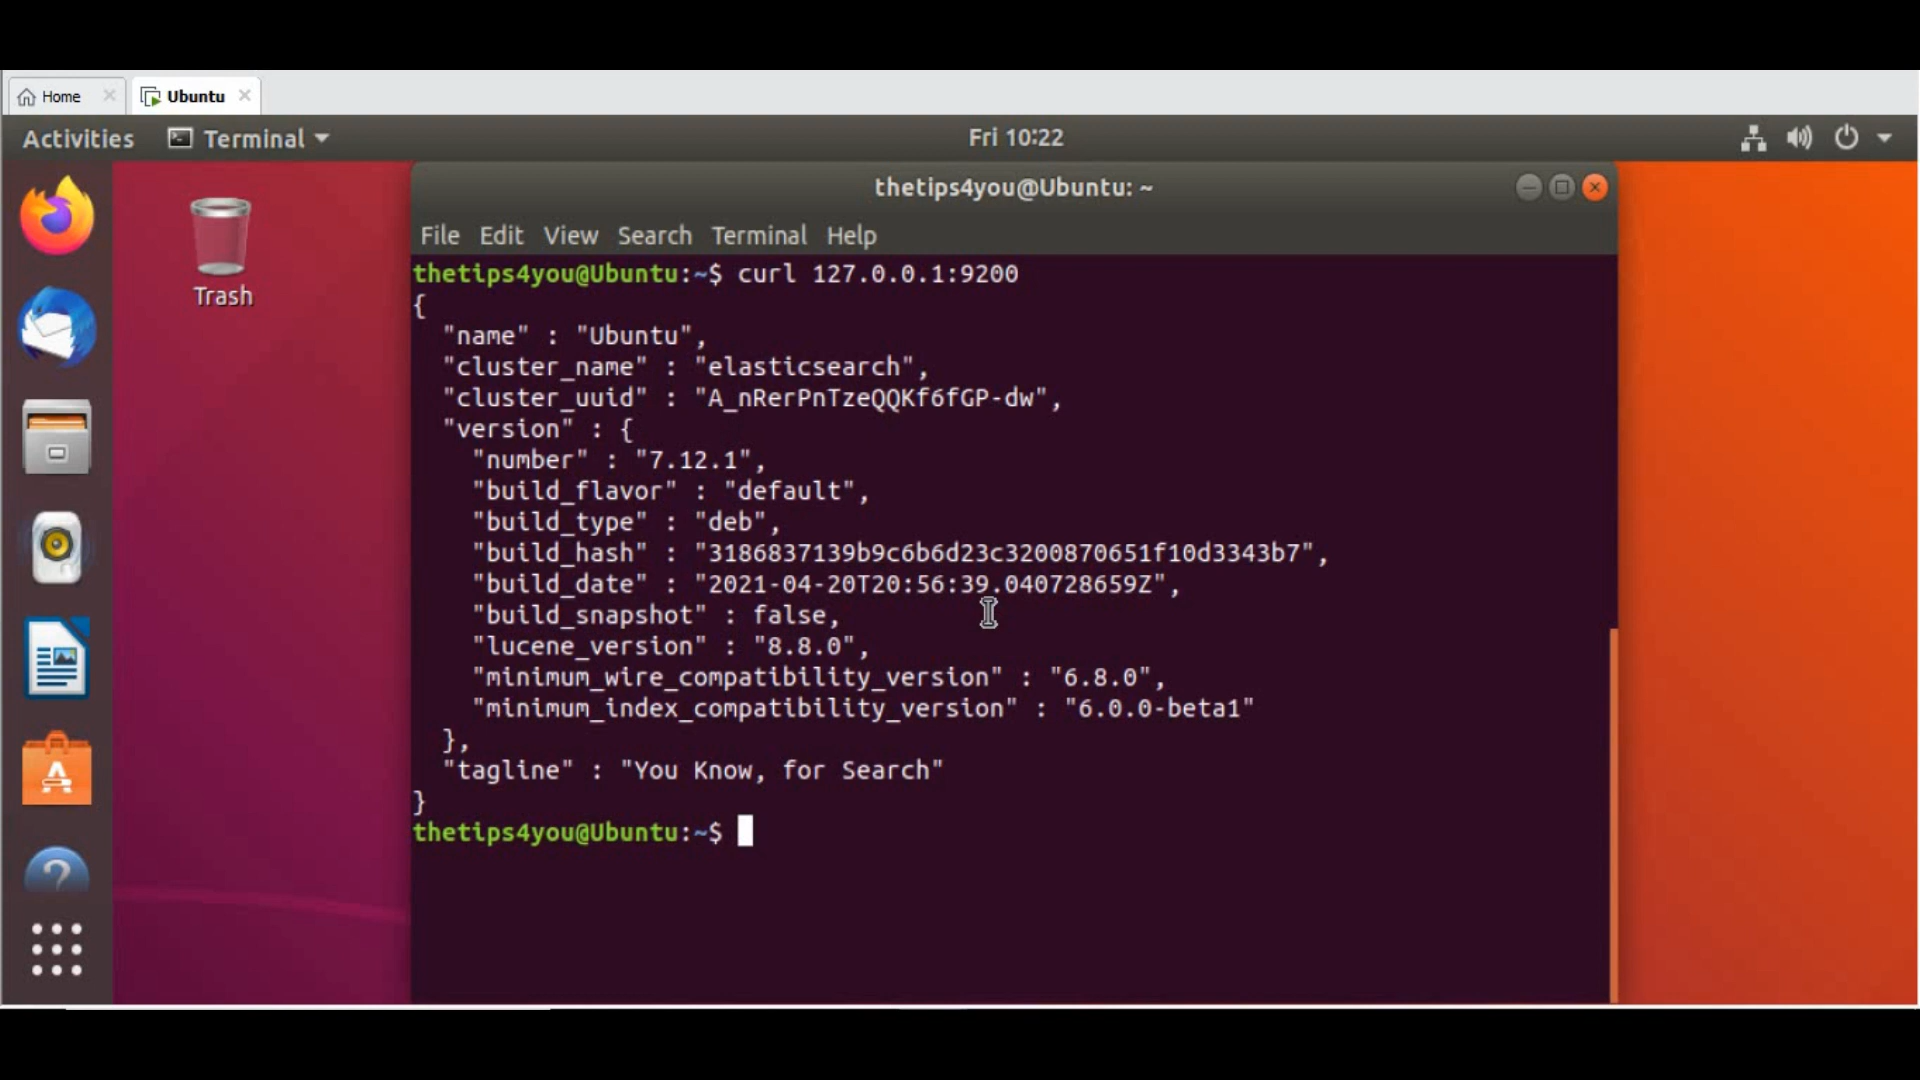 Home
Ubuntu
Activities
Terminal
Fri 10:22
Trash
thetips4you@Ubuntu: ~
File Edit View Search Terminal Help
thetips4you@Ubuntu:~$ curl 127.0.0.1:9200
{
"name" : "Ubuntu",
"cluster_name" : "elasticsearch",
"cluster_uuid" : "A_nRerPnTzeQQKf6fGP-dw",
"version" : {
"number" : "7.12.1",
"build_flavor" : "default",
"build_type" : "deb",
"build_hash" : "3186837139b9c6b6d23c3200870651f10d3343b7",
"build_date" : "2021-04-20T20:56:39.040728659Z",
"build_snapshot" : false,
"lucene_version" : "8.8.0",
"minimum_wire_compatibility_version" : "6.8.0",
"minimum_index_compatibility_version" : "6.0.0-beta1"
},
"tagline" : "You Know, for Search"
}
thetips4you@Ubuntu:~$